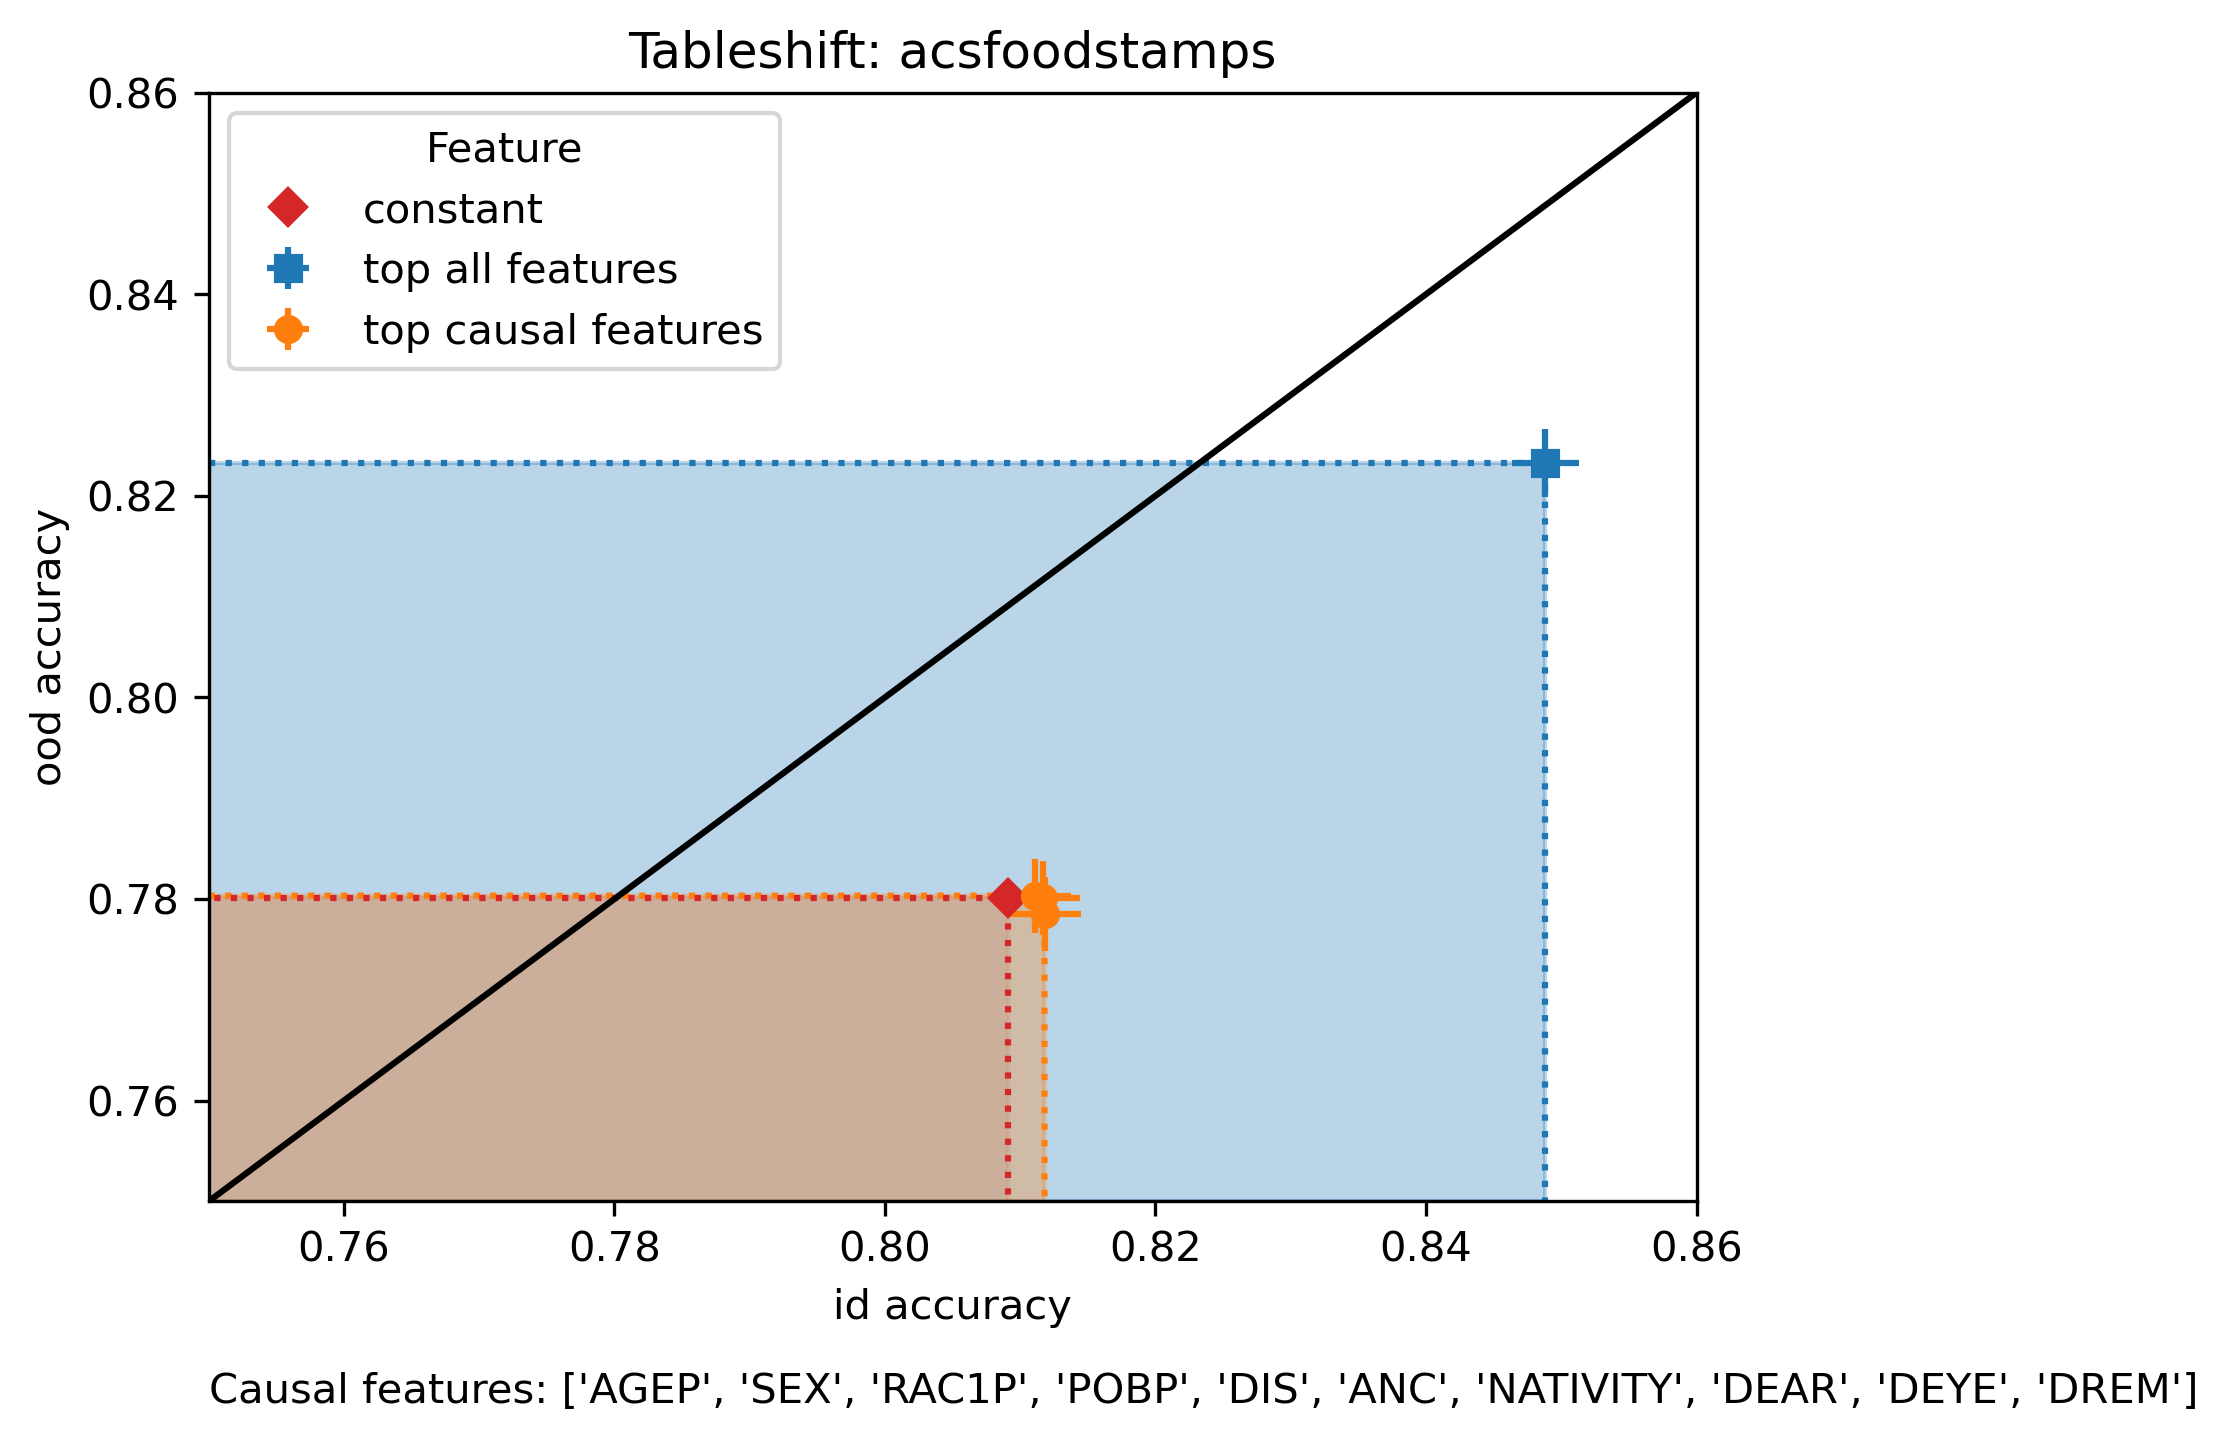 Tableshift: acsfoodstamps
0.86
0.84
0.82
0.80
0.78
0.76
ood accuracy
Feature
constant
top all features
top causal features
0.76 0.78 0.80 0.82 0.84 0.86
id accuracy
Causal features: ['AGEP', 'SEX', 'RAC1P', 'POBP', 'DIS', 'ANC', 'NATIVITY', 'DEAR', 'DEYE', 'DREM']